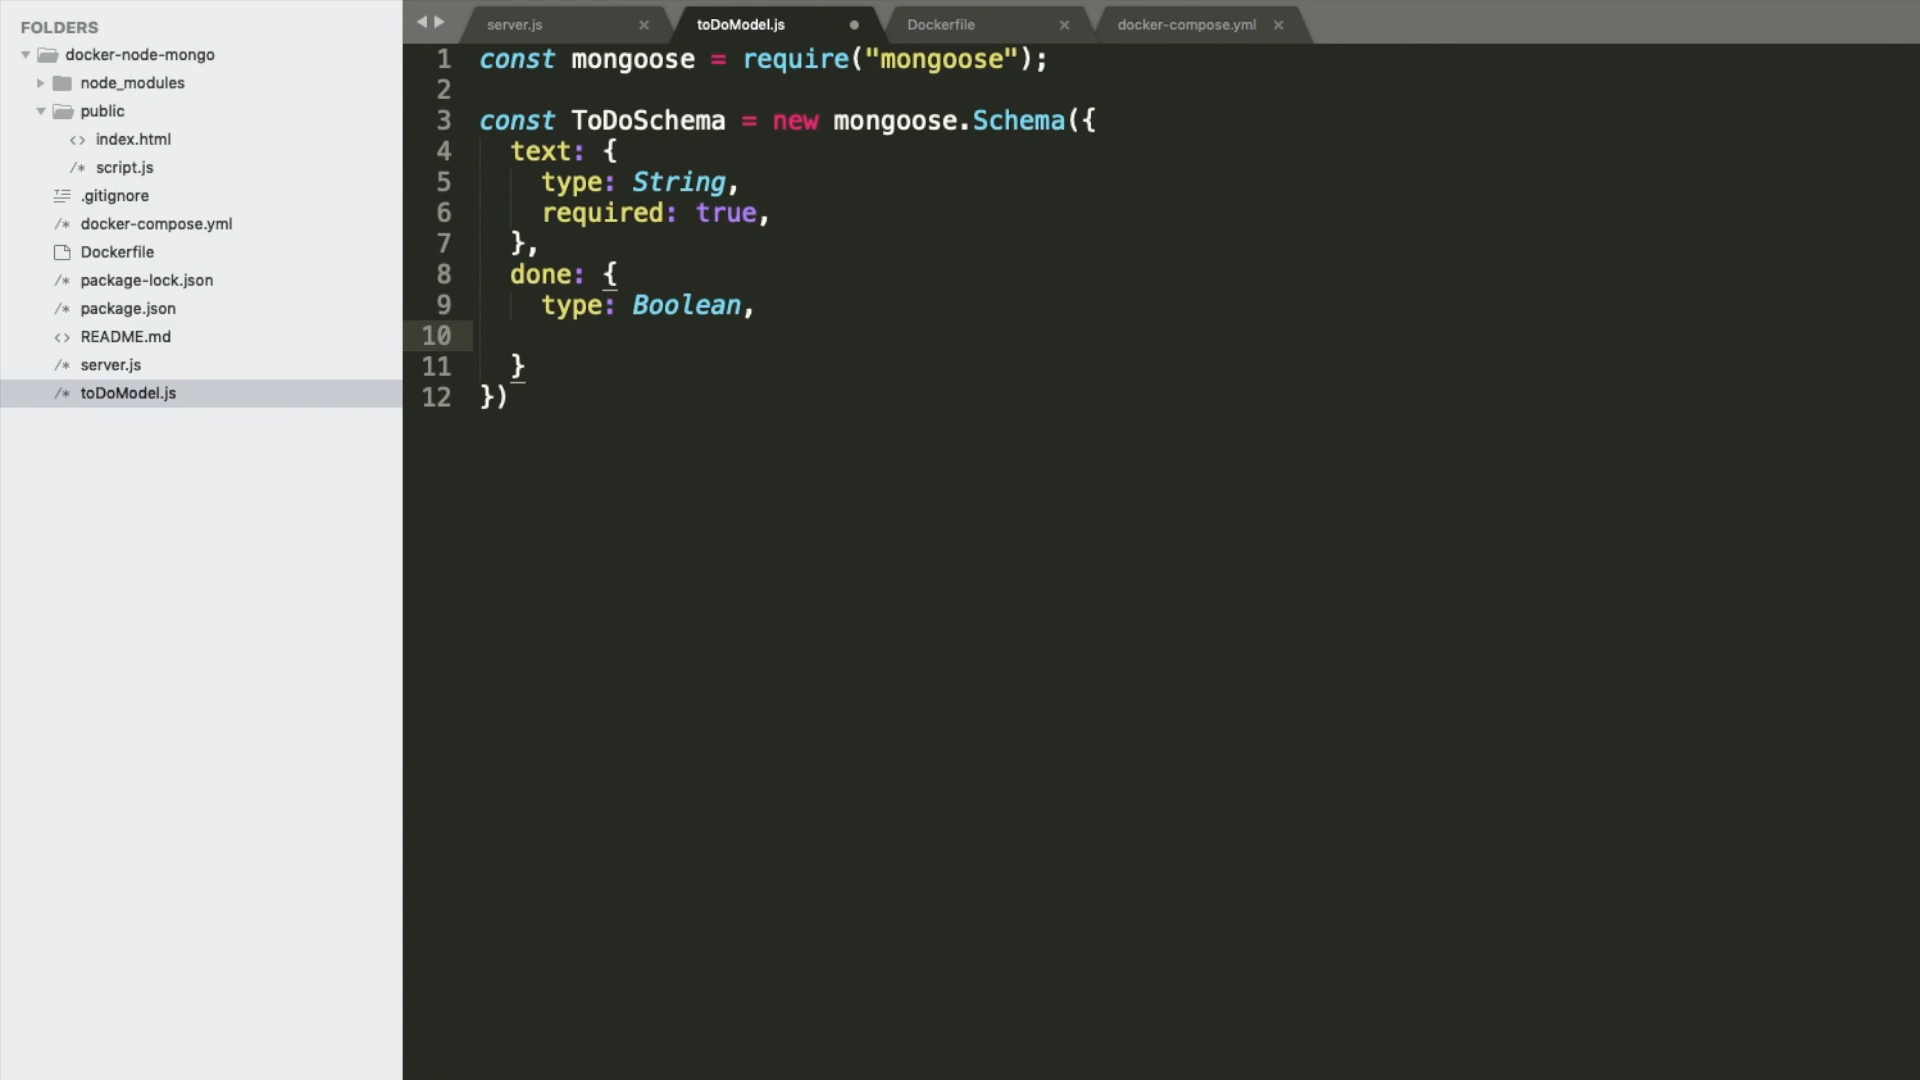 FOLDERS
docker-node-mongo
node_modules
public
<> index.html
/* script.js
.gitignore
/* docker-compose.yml
Dockerfile
/* package-lock.json
/* package.json
<> README.md
/* server.js
/* toDoModel.js
server.js × toDoModel.js Dockerfile × docker-compose.yml ×
1 const mongoose = require("mongoose");
2
3 const ToDoSchema = new mongoose.Schema({
4 text: {
5 type: String,
6 required: true,
7 },
8 done: {
9 type: Boolean,
10
11 }
12 })